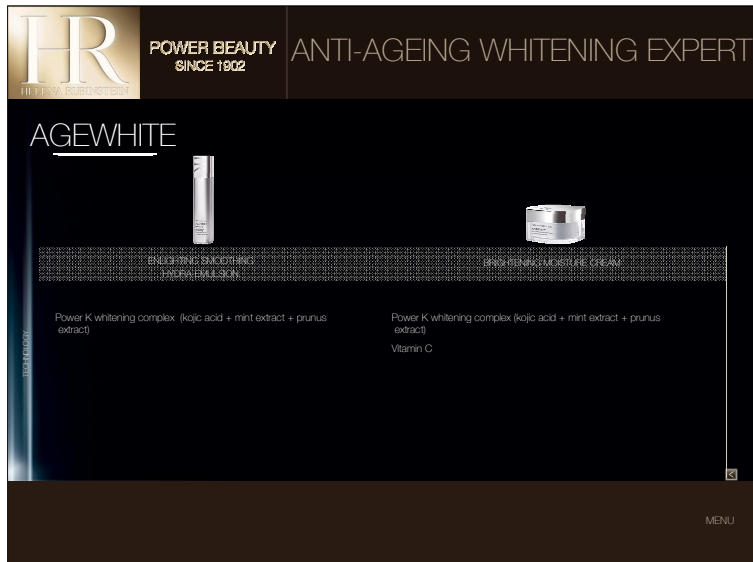 HR
HELENA RUBINSTEIN
POWER BEAUTY
SINCE 1902
ANTI-AGEING WHITENING EXPERT
AGEWHITE
ENLIGHTING SMOOTHING
HYDRA EMULSION
BRIGHTENING MOISTURE CREAM
TECHNOLOGY
Power K whitening complex (kojic acid + mint extract + prunus
extract)
Power K whitening complex (kojic acid + mint extract + prunus
extract)
Vitamin C
<
MENU